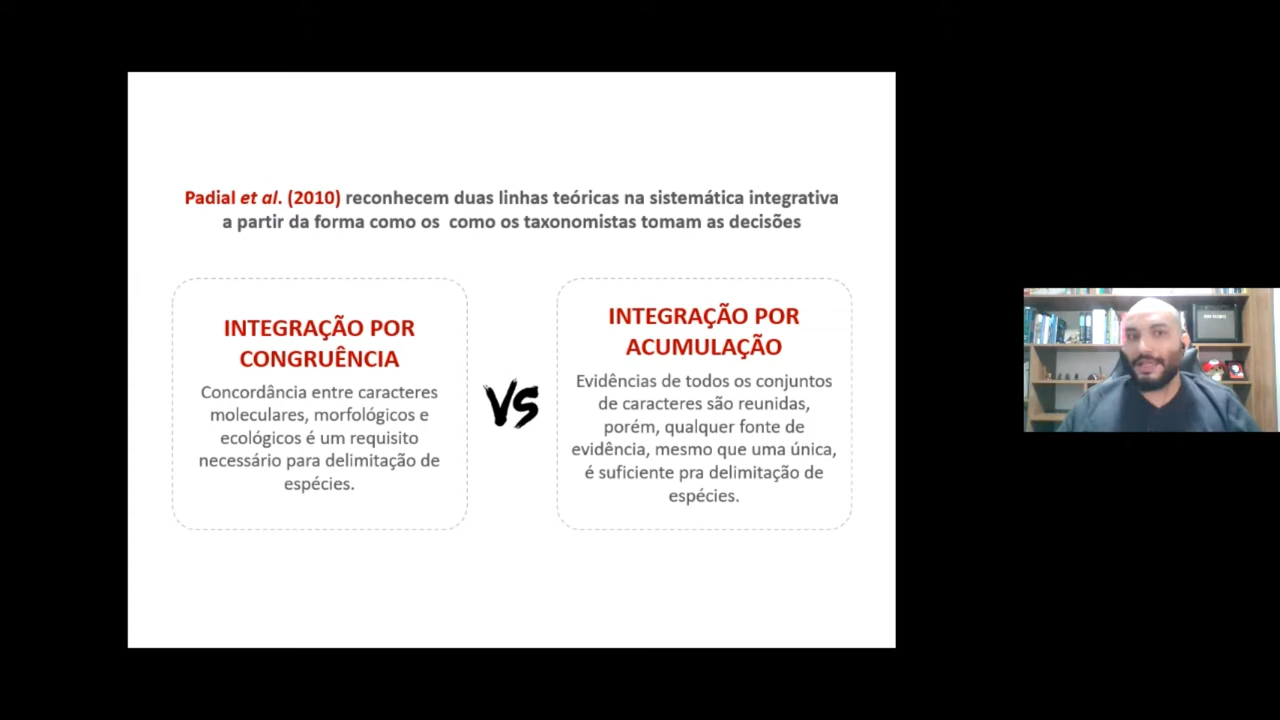 Padial et al. (2010) reconhecem duas linhas teóricas na sistemática integrativa
a partir da forma como os  como os taxonomistas tomam as decisões
INTEGRAÇÃO POR
CONGRUÊNCIA
Concordância entre caracteres
moleculares, morfológicos e
ecológicos é um requisito
necessário para delimitação de
espécies.
VS
INTEGRAÇÃO POR
ACUMULAÇÃO
Evidências de todos os conjuntos
de caracteres são reunidas,
porém, qualquer fonte de
evidência, mesmo que uma única,
é suficiente pra delimitação de
espécies.